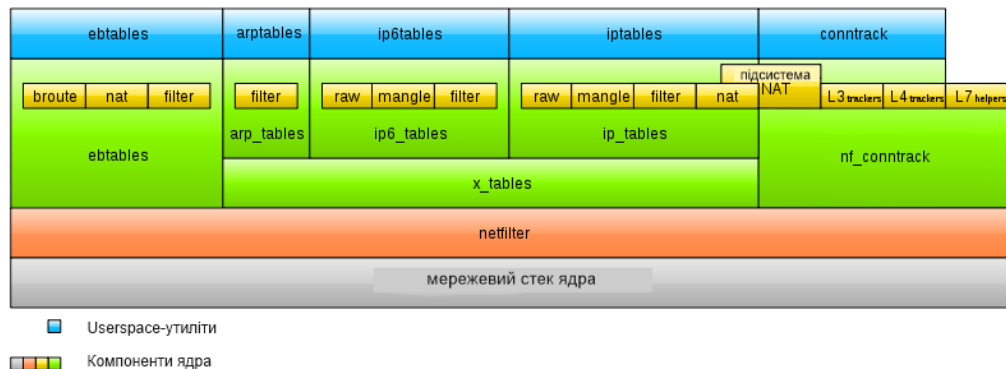 ebtables arptables ip6tables iptables conntrack
підсистема
NAT
broute nat filter filter raw mangle filter raw mangle filter nat L3 trackers L4 trackers L7 helpers
arp_tables ip6_tables ip_tables
ebtables nf_conntrack
x_tables
netfilter
мережевий стек ядра
Userspace-утиліти
Компоненти ядра